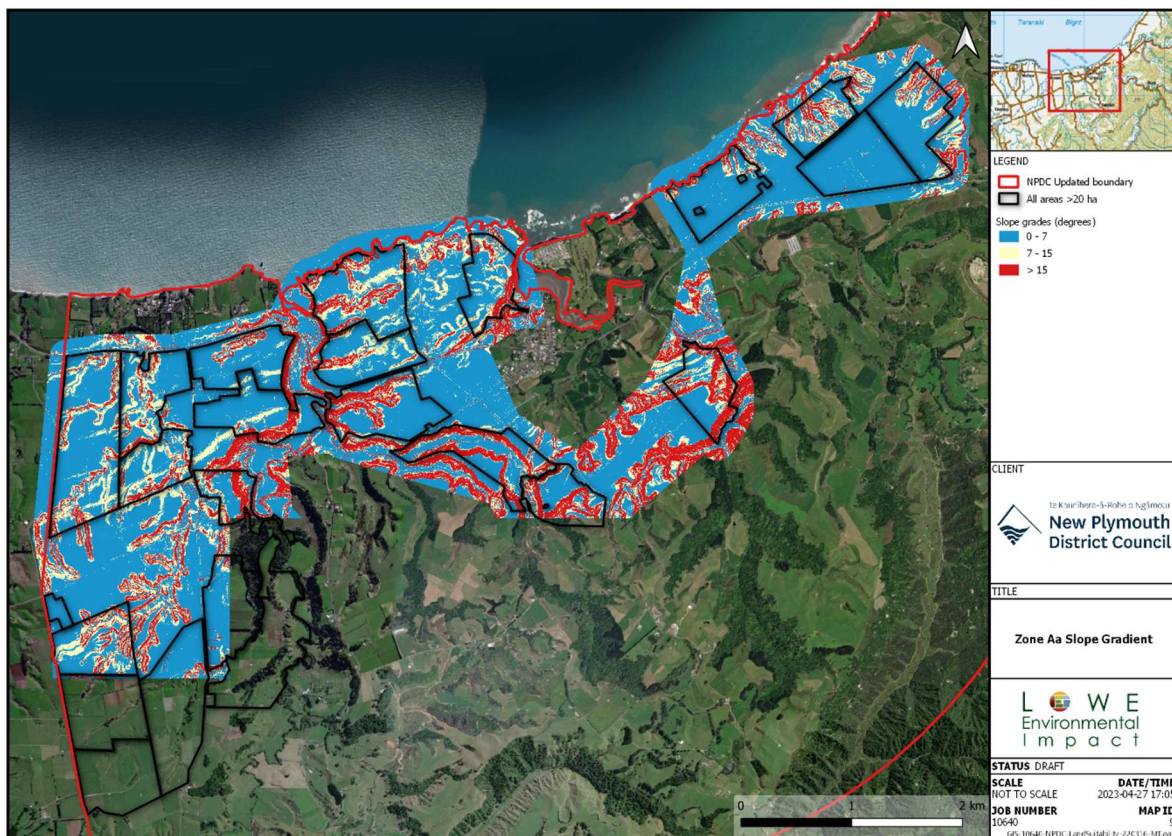 Taranaki Bight
LEGEND
NPDC Updated boundary
All areas >20 ha
Slope grades (degrees)
0 - 7
7 - 15
> 15
CLIENT
New Plymouth
District Council
TITLE
Zone Aa Slope Gradient
LOWE
Environmental
Impact
STATUS DRAFT
SCALE
NOT TO SCALE
DATE/TIME
2023-04-27 17:05
JOB NUMBER
10640
MAP ID
0 1 2 km